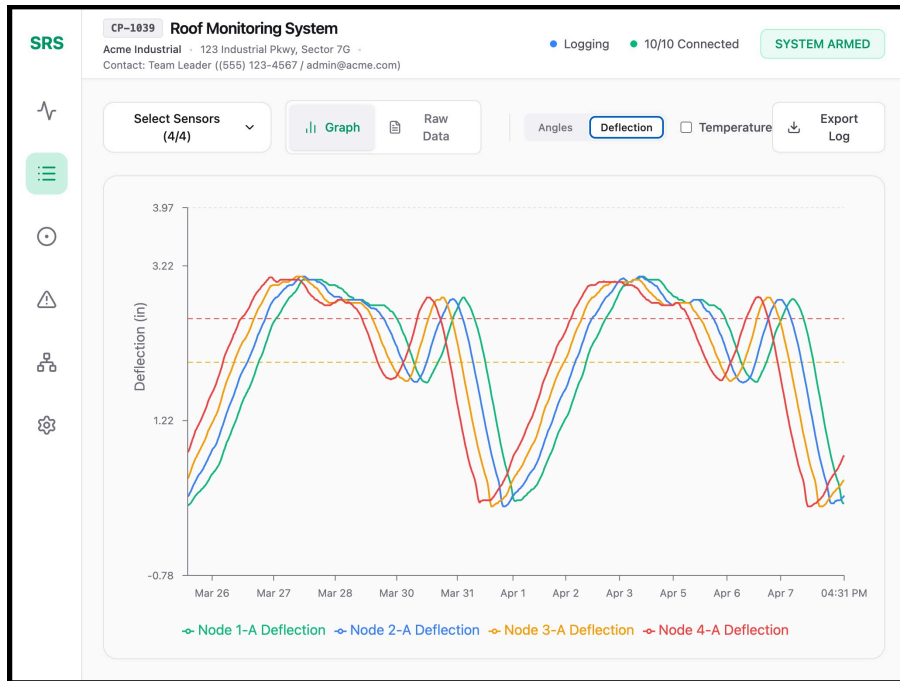 SRS
CP-1039 Roof Monitoring System
Acme Industrial · 123 Industrial Pkwy, Sector 7G ·
Contact: Team Leader ((555) 123-4567 / admin@acme.com)
Logging
10/10 Connected
SYSTEM ARMED
Select Sensors
(4/4)
Graph
Raw
Data
Angles
Deflection
Temperature
Export
Log
3.97
3.22
1.22
-0.78
Deflection (in)
Mar 26 Mar 27 Mar 28 Mar 30 Mar 31 Apr 1 Apr 2 Apr 3 Apr 5 Apr 6 Apr 7 04:31 PM
Node 1-A Deflection Node 2-A Deflection Node 3-A Deflection Node 4-A Deflection